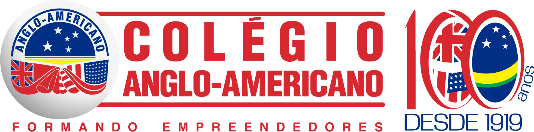 ANGLO-AMERICANO
COLÉGIO
ANGLO-AMERICANO
FORMANDO EMPREENDEDORES
100
anos
DESDE 1919